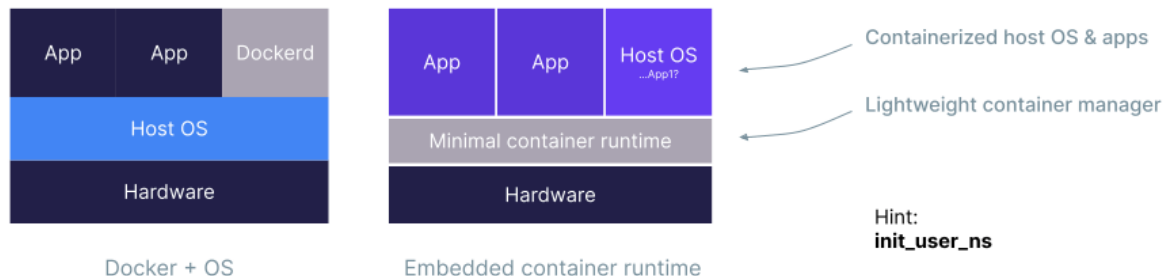 App
App
Dockerd
Host OS
Hardware
Docker + OS
App
App
Host OS
...App1?
Minimal container runtime
Hardware
Embedded container runtime
Containerized host OS & apps
Lightweight container manager
Hint:
init_user_ns